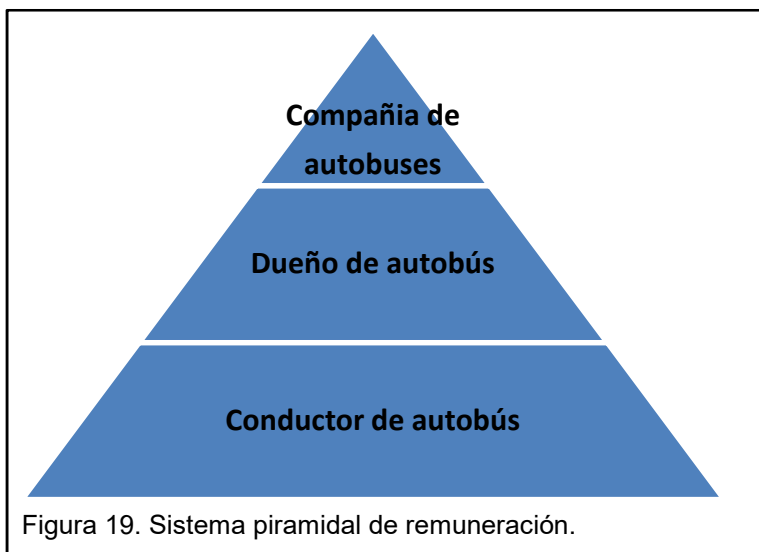 Compañia de
autobuses
Dueño de autobús
Conductor de autobús
Figura 19. Sistema piramidal de remuneración.